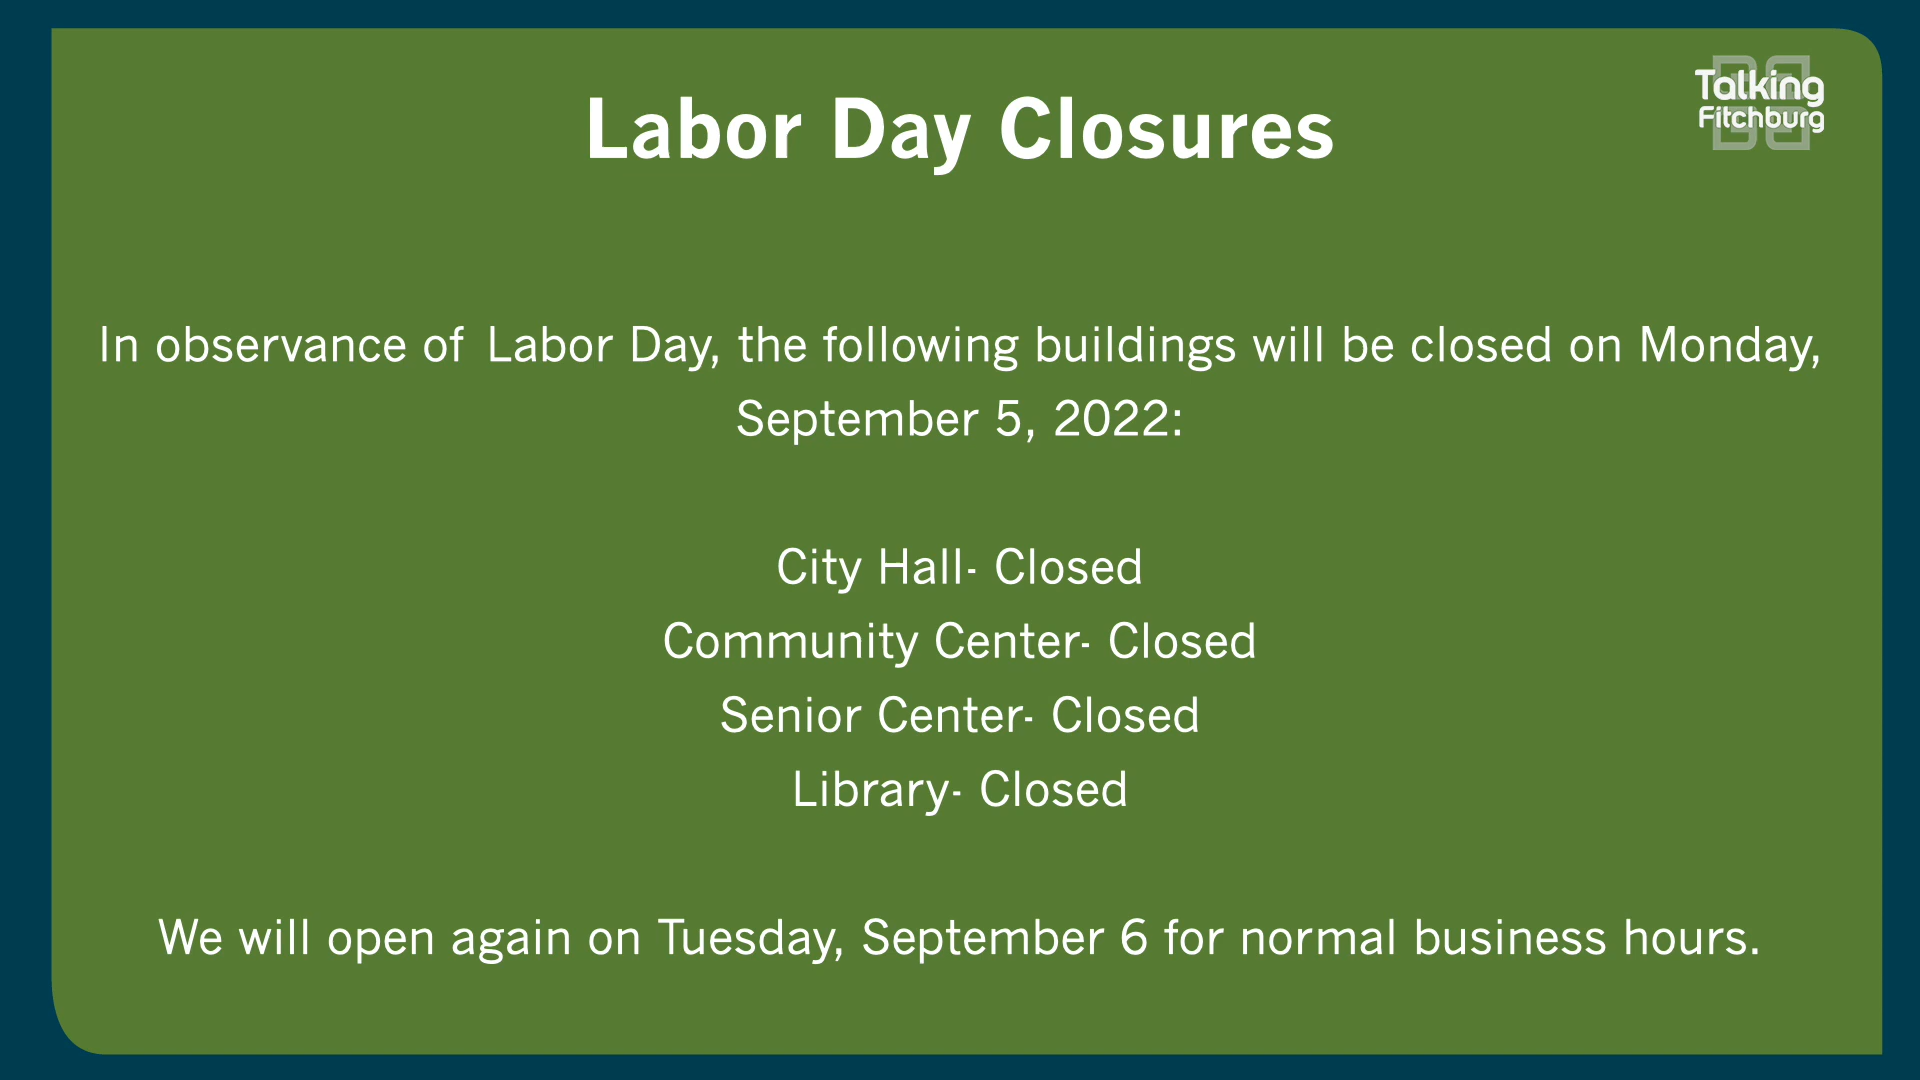 Talking
Fitchburg
Labor Day Closures
In observance of Labor Day, the following buildings will be closed on Monday,
September 5, 2022:
City Hall- Closed
Community Center- Closed
Senior Center- Closed
Library- Closed
We will open again on Tuesday, September 6 for normal business hours.